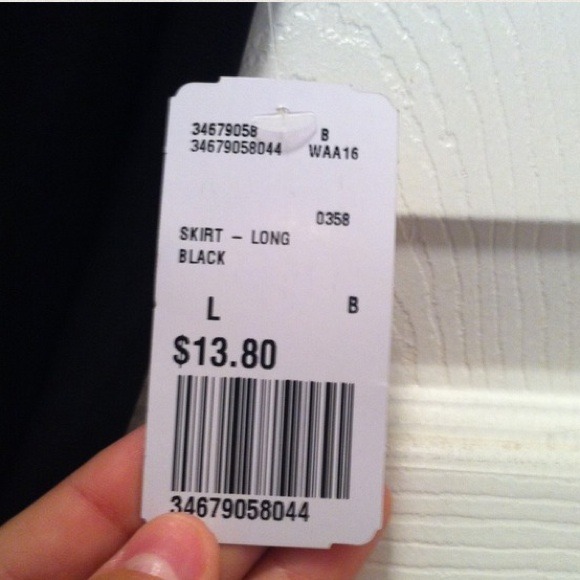 34679058 B
34679058044 WAA16
0358
SKIRT – LONG
BLACK
L B
$13.80
34679058044